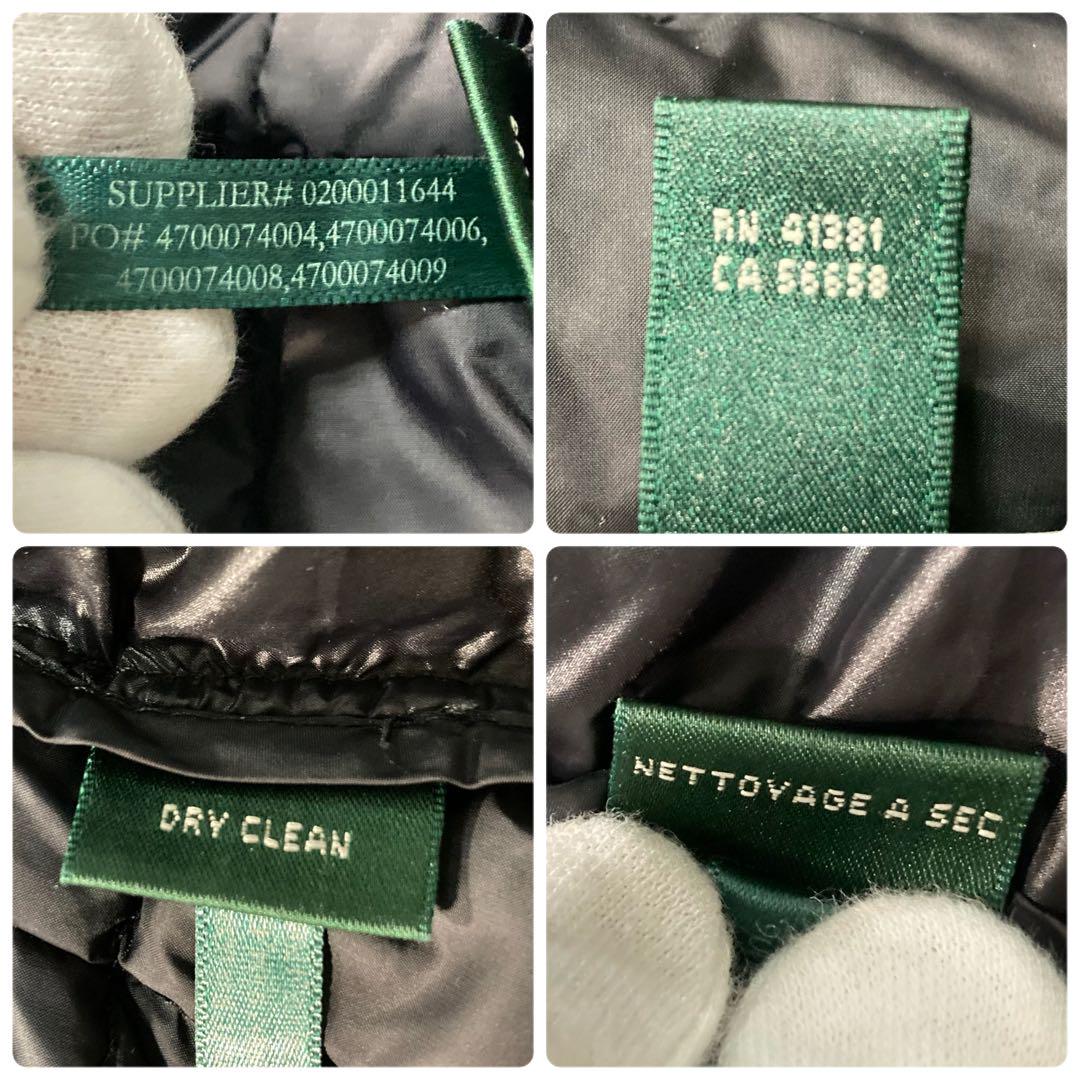 SUPPLIER# 0200011644
PO# 4700074004,4700074006,
4700074008,4700074009
RN 41381
CA 56658
DRY CLEAN
NETTOYAGE A SEC